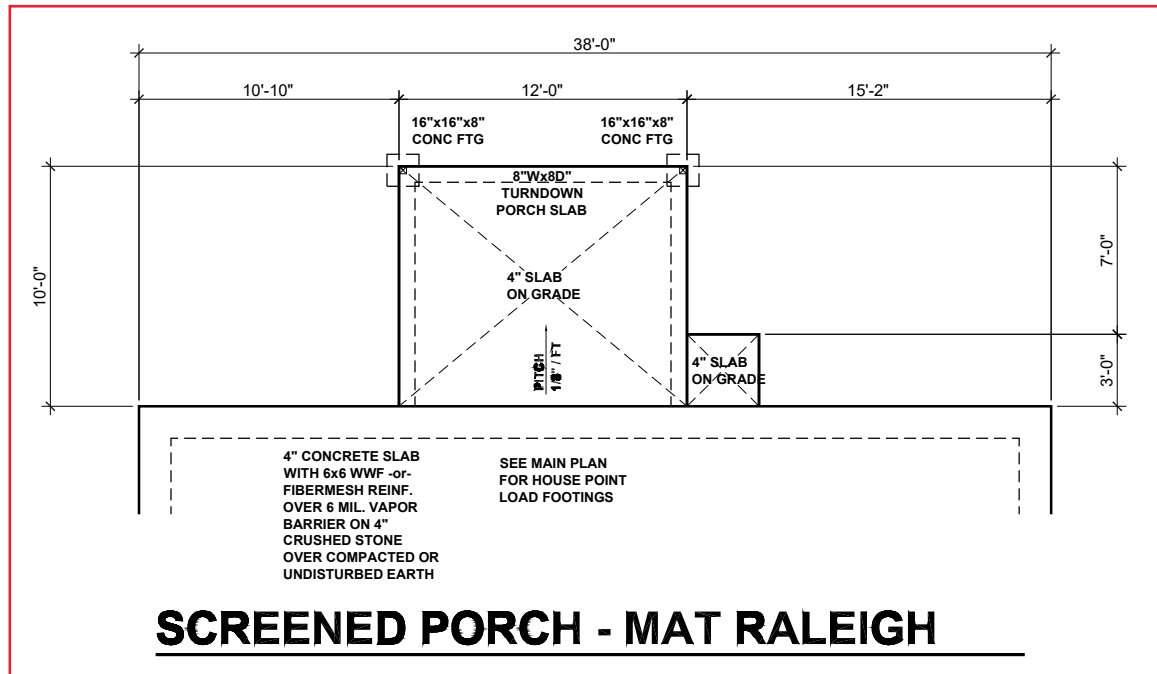 38'-0"
10'-10"
12'-0"
15'-2"
16"x16"x8"
CONC FTG
16"x16"x8"
CONC FTG
8"Wx8D"
TURNDOWN
PORCH SLAB
10'-0"
7'-0"
4" SLAB
ON GRADE
PITCH
1/8" / FT
4" SLAB
ON GRADE
3'-0"
4" CONCRETE SLAB
WITH 6x6 WWF -or-
FIBERMESH REINF.
OVER 6 MIL. VAPOR
BARRIER ON 4"
CRUSHED STONE
OVER COMPACTED OR
UNDISTURBED EARTH
SEE MAIN PLAN
FOR HOUSE POINT
LOAD FOOTINGS
SCREENED PORCH - MAT RALEIGH